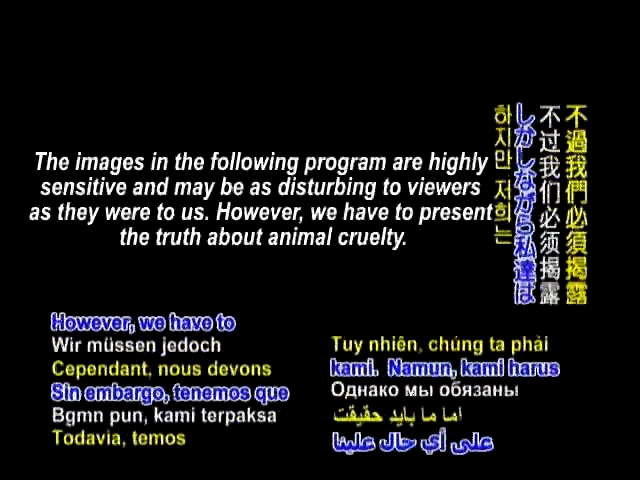 The images in the following program are highly
sensitive and may be as disturbing to viewers
as they were to us. However, we have to present
the truth about animal cruelty.
不過我們必須揭露
不过我们必须揭露
しかしながら私達は
하지만 저희는
However, we have to
Wir müssen jedoch
Cependant, nous devons
Sin embargo, tenemos que
Bgmn pun, kami terpaksa
Todavia, temos
Tuy nhiên, chúng ta phải
kami. Namun, kami harus
Однако мы обязаны
اما ما باید حقیقت
على أي حال علينا